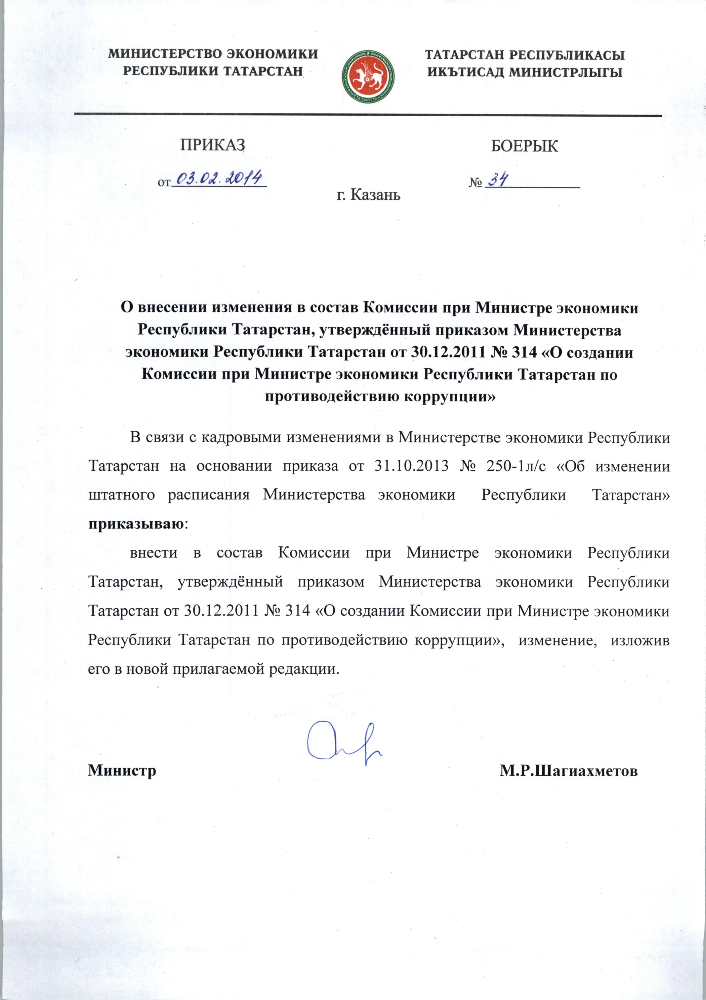 МИНИСТЕРСТВО ЭКОНОМИКИ
РЕСПУБЛИКИ ТАТАРСТАН
ТАТАРСТАН
ТАТАРСТАН РЕСПУБЛИКАСЫ
ИКЪТИСАД МИНИСТРЛЫГЫ
ПРИКАЗ
БОЕРЫК
от 03.02.2014
№ 34
г. Казань
О внесении изменения в состав Комиссии при Министре экономики
Республики Татарстан, утверждённый приказом Министерства
экономики Республики Татарстан от 30.12.2011 № 314 «О создании
Комиссии при Министре экономики Республики Татарстан по
противодействию коррупции»
В связи с кадровыми изменениями в Министерстве экономики Республики
Татарстан на основании приказа от 31.10.2013 № 250-1л/с «Об изменении
штатного расписания Министерства экономики Республики Татарстан»
приказываю:
внести в состав Комиссии при Министре экономики Республики
Татарстан, утверждённый приказом Министерства экономики Республики
Татарстан от 30.12.2011 № 314 «О создании Комиссии при Министре экономики
Республики Татарстан по противодействию коррупции», изменение, изложив
его в новой прилагаемой редакции.
Министр
М.Р.Шагиахметов